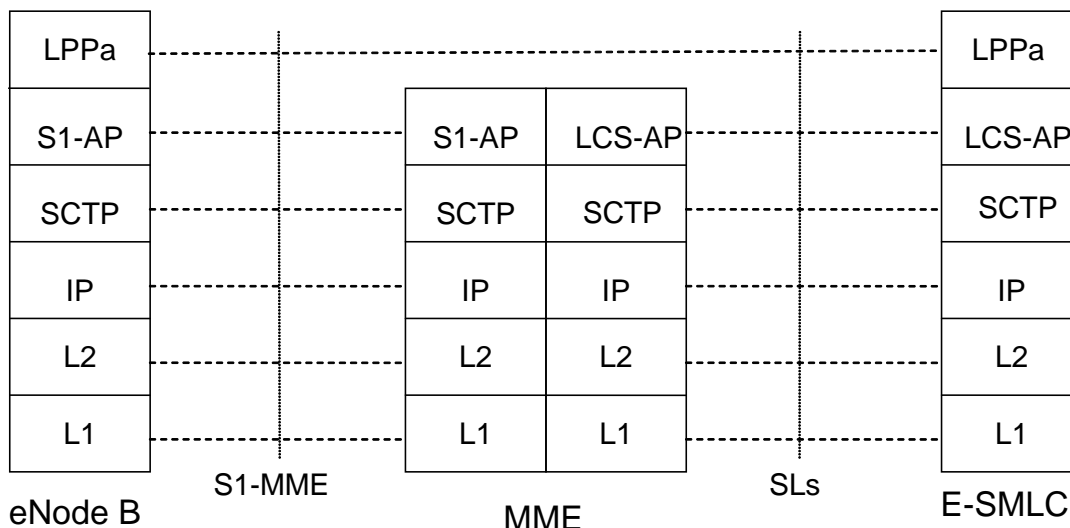 LPPa LPPa
S1-AP S1-AP LCS-AP LCS-AP
SCTP SCTP SCTP SCTP
IP IP IP IP
L2 L2 L2 L2
L1 L1 L1 L1
S1-MME SLs
eNode B MME E-SMLC